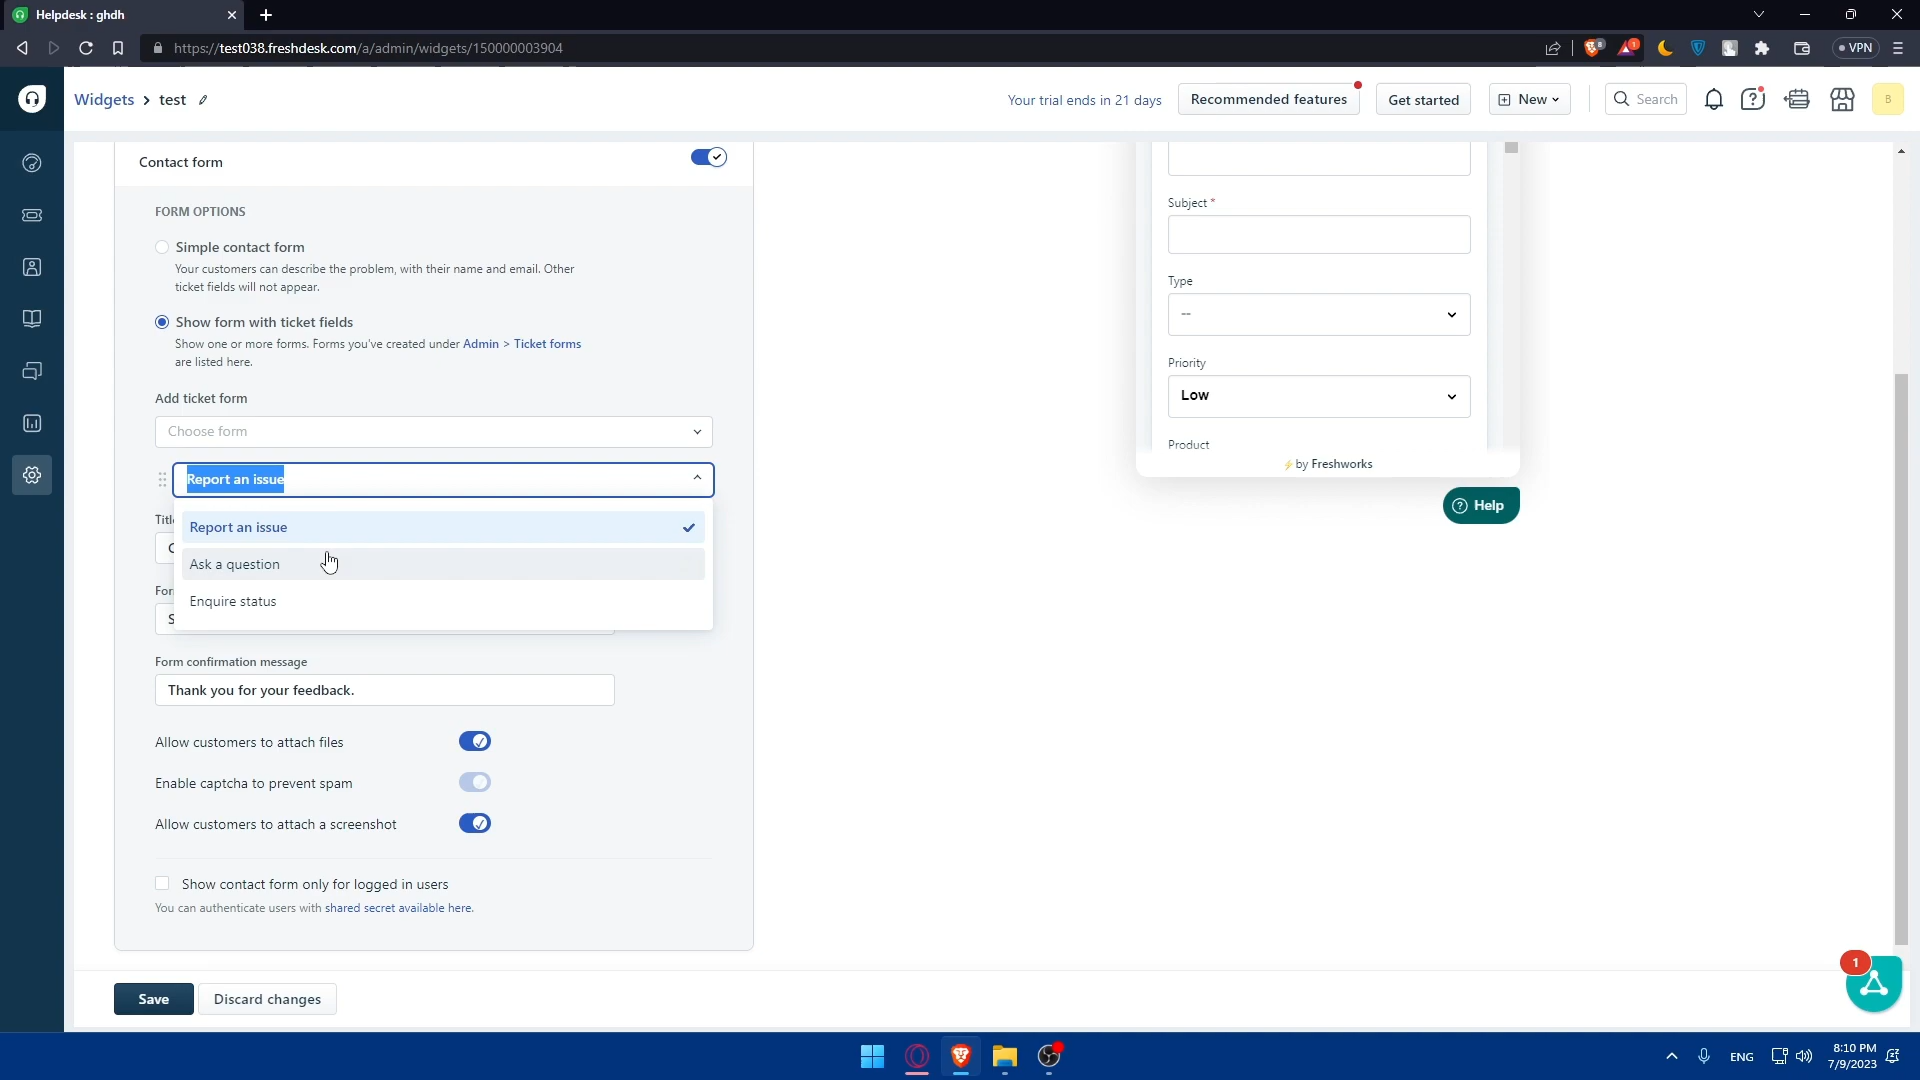 Helpdesk : ghdh
https://test038.freshdesk.com/a/admin/widgets/150000003904
8
1
VPN
Widgets > test
Your trial ends in 21 days
Recommended features
Get started
New
Search
B
Contact form
FORM OPTIONS
Simple contact form
Your customers can describe the problem, with their name and email. Other
ticket fields will not appear.
Show form with ticket fields
Show one or more forms. Forms you've created under Admin > Ticket forms
are listed here.
Add ticket form
Choose form
Report an issue
Report an issue
Ask a question
Enquire status
Form confirmation message
Thank you for your feedback.
Allow customers to attach files
Enable captcha to prevent spam
Allow customers to attach a screenshot
Show contact form only for logged in users
You can authenticate users with shared secret available here.
Save
Discard changes
Subject *
Type
--
Priority
Low
Product
by Freshworks
Help
1
ENG
8:10 PM
7/9/2023